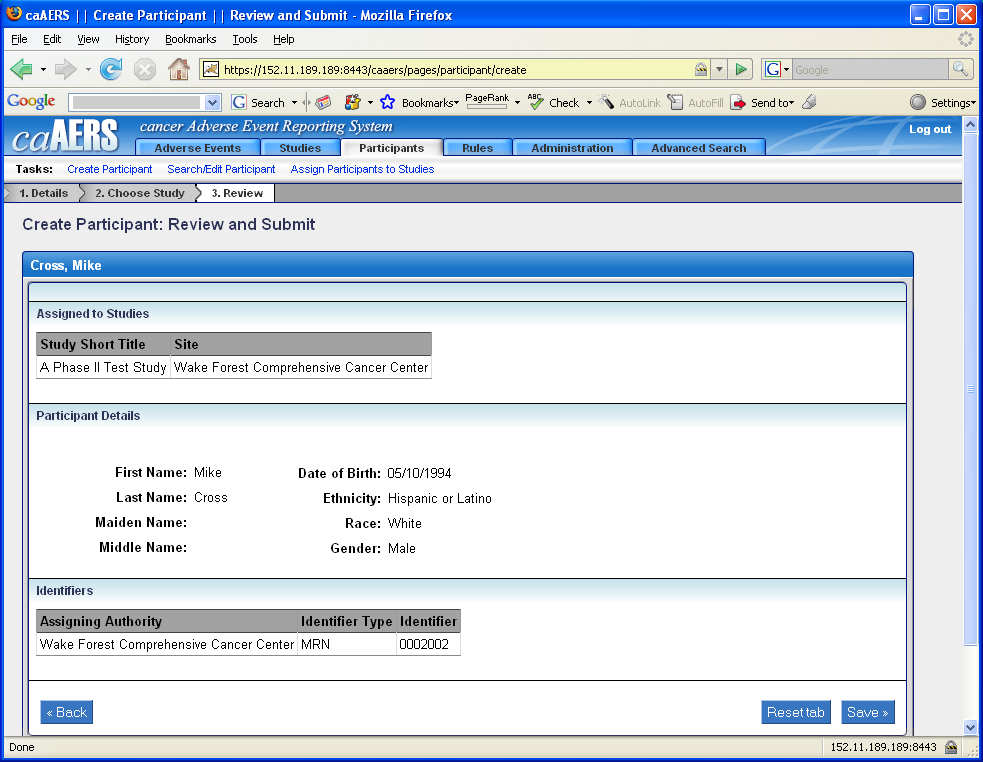 caAERS || Create Participant || Review and Submit - Mozilla Firefox
File Edit View History Bookmarks Tools Help
https://152.11.189.189:8443/caaers/pages/participant/create G Google
Google G Search Bookmarks PageRank ABC Check AutoLink AutoFill Send to Settings
caAERS cancer Adverse Event Reporting System Log out
Adverse Events Studies Participants Rules Administration Advanced Search
Tasks: Create Participant Search/Edit Participant Assign Participants to Studies
1. Details 2. Choose Study 3. Review
Create Participant: Review and Submit
Cross, Mike
Assigned to Studies
Study Short Title Site
A Phase II Test Study Wake Forest Comprehensive Cancer Center
Participant Details
First Name: Mike Date of Birth: 05/10/1994
Last Name: Cross Ethnicity: Hispanic or Latino
Maiden Name: Race: White
Middle Name: Gender: Male
Identifiers
Assigning Authority Identifier Type Identifier
Wake Forest Comprehensive Cancer Center MRN 0002002
« Back Reset tab Save »
Done 152.11.189.189:8443